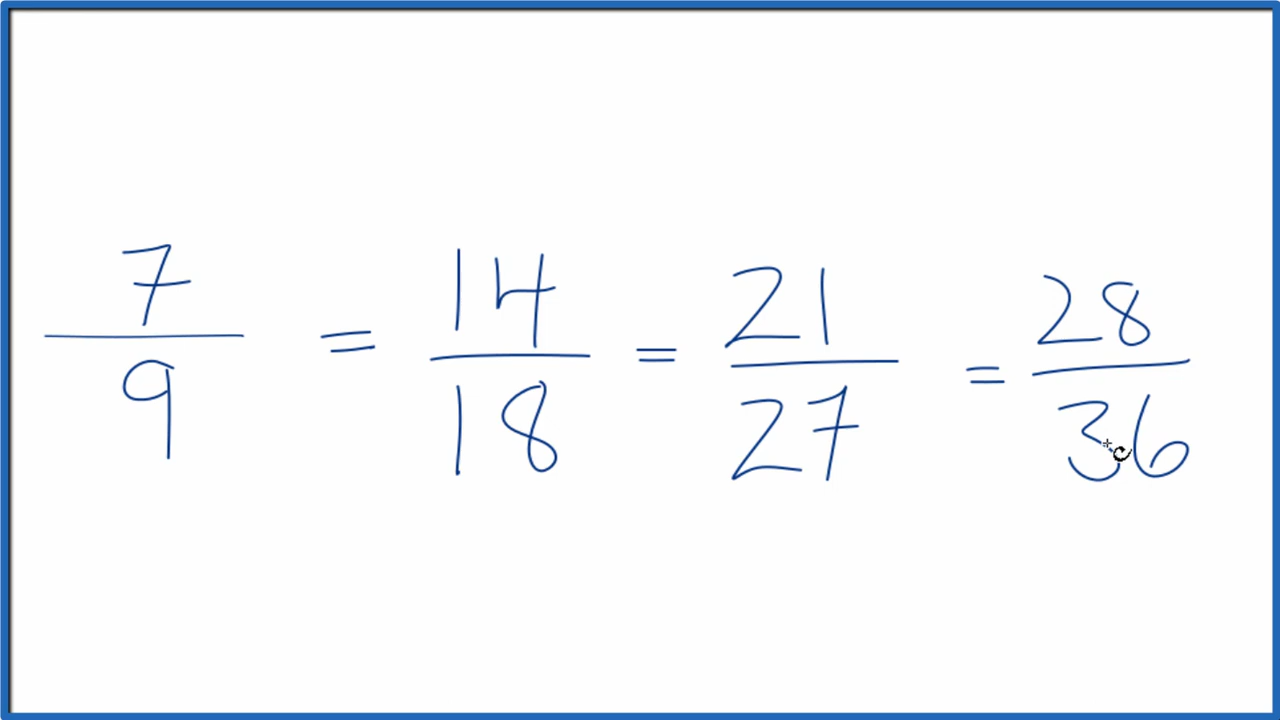 7/9 = 14/18 = 21/27 = 28/36